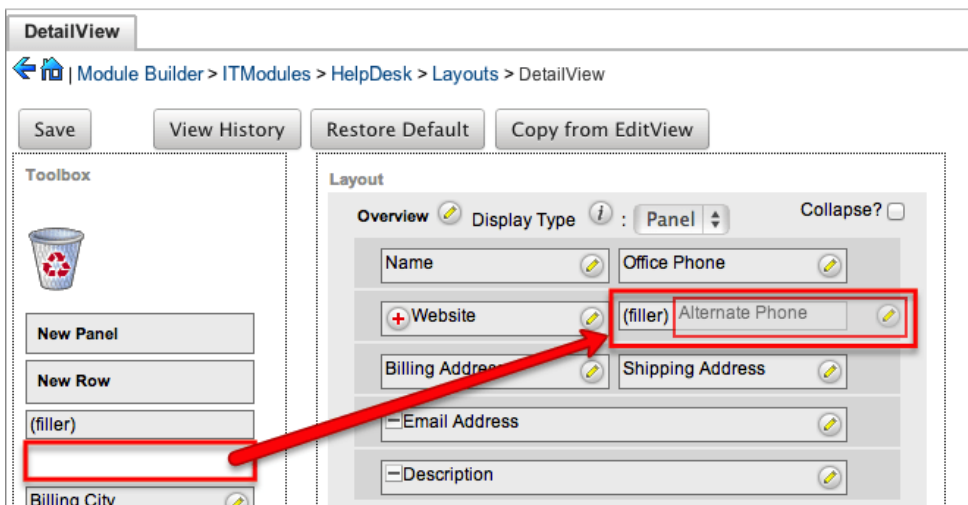 DetailView
| Module Builder > ITModules > HelpDesk > Layouts > DetailView
Save View History Restore Default Copy from EditView
Toolbox
New Panel
New Row
(filler)
Billing City
Layout
Overview Display Type i : Panel Collapse?
Name Office Phone
Website (filler) Alternate Phone
Billing Address Shipping Address
Email Address
Description